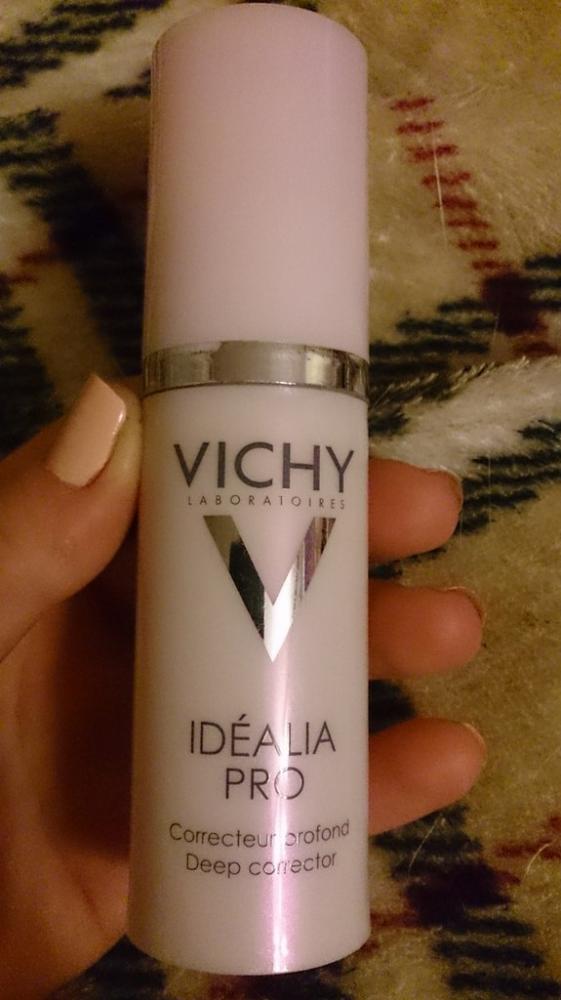 VICHY
LABORATOIRES
IDÉALIA
PRO
Correcteur profond
Deep corrector